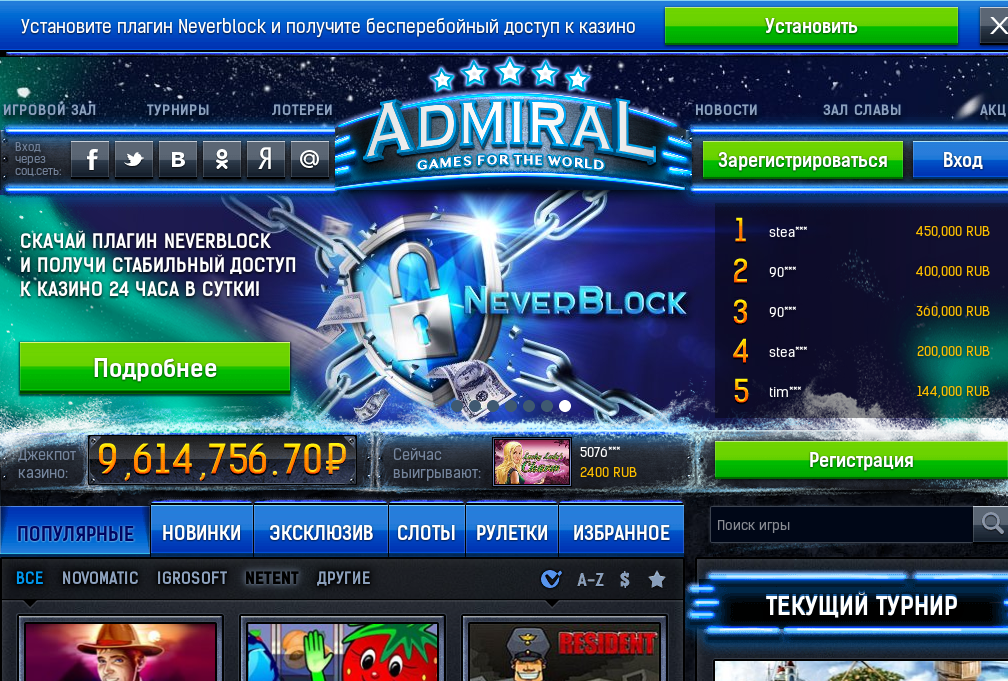 Установите плагин Neverblock и получите бесперебойный доступ к казино
Установить
ИГРОВОЙ ЗАЛ
ТУРНИРЫ
ЛОТЕРЕИ
ADMIRAL
GAMES FOR THE WORLD
НОВОСТИ
ЗАЛ СЛАВЫ
АКЦ
Вход
через
соц.сеть:
Зарегистрироваться
Вход
СКАЧАЙ ПЛАГИН NEVERBLOCK
И ПОЛУЧИ СТАБИЛЬНЫЙ ДОСТУП
К КАЗИНО 24 ЧАСА В СУТКИ!
Подробнее
NEVERBLOCK
1 stea*** 450,000 RUB
2 90*** 400,000 RUB
3 90*** 360,000 RUB
4 stea*** 200,000 RUB
5 tim*** 144,000 RUB
Джекпот
казино:
9,614,756.70₽
Сейчас
выигрывают:
Lucky Lady's
Charm
5076***
2400 RUB
Регистрация
ПОПУЛЯРНЫЕ
НОВИНКИ
ЭКСКЛЮЗИВ
СЛОТЫ
РУЛЕТКИ
ИЗБРАННОЕ
Поиск игры
ВСЕ
NOVOMATIC
IGROSOFT
NETENT
ДРУГИЕ
A-Z
$
ТЕКУЩИЙ ТУРНИР
RESIDENT